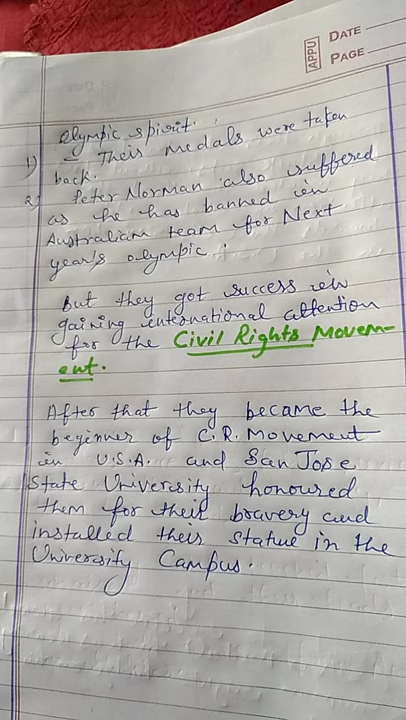 APPU
DATE
PAGE
Olympic spirit.
1) Their medals were taken
back.
2) Peter Norman also suffered
as he has banned in
Australian team for Next
year's olympic.
But they got success in
gaining international attention
for the Civil Rights Movem-
ent.
After that they became the
beginner of C.R. Movement
in U.S.A. and San Jose
State University honoured
them for their bravery and
installed their statue in the
University Campus.